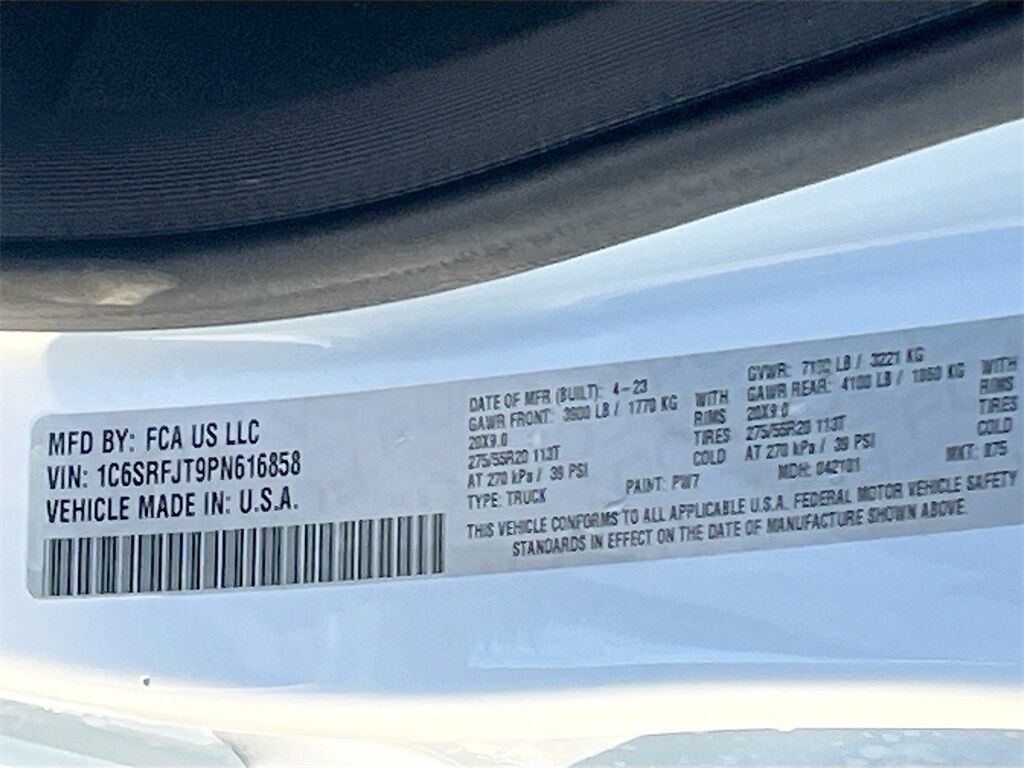 MFD BY: FCA US LLC
VIN: 1C6SRFJT9PN616858
VEHICLE MADE IN: U.S.A.
DATE OF MFR (BUILT): 4-23
GAWR FRONT: 3900 LB / 1770 KG WITH
20X9.0 RIMS
275/55R20 113T TIRES
AT 270 kPa / 39 PSI COLD
TYPE: TRUCK PAINT: PW7
GVWR: LB / 3221 KG
GAWR REAR: 4100 LB / 1860 KG WITH
20X9.0 RIMS
275/55R20 113T TIRES
AT 270 kPa / 39 PSI COLD
MDH: 042101 MKT: 075
THIS VEHICLE CONFORMS TO ALL APPLICABLE U.S.A. FEDERAL MOTOR VEHICLE SAFETY
STANDARDS IN EFFECT ON THE DATE OF MANUFACTURE SHOWN ABOVE.